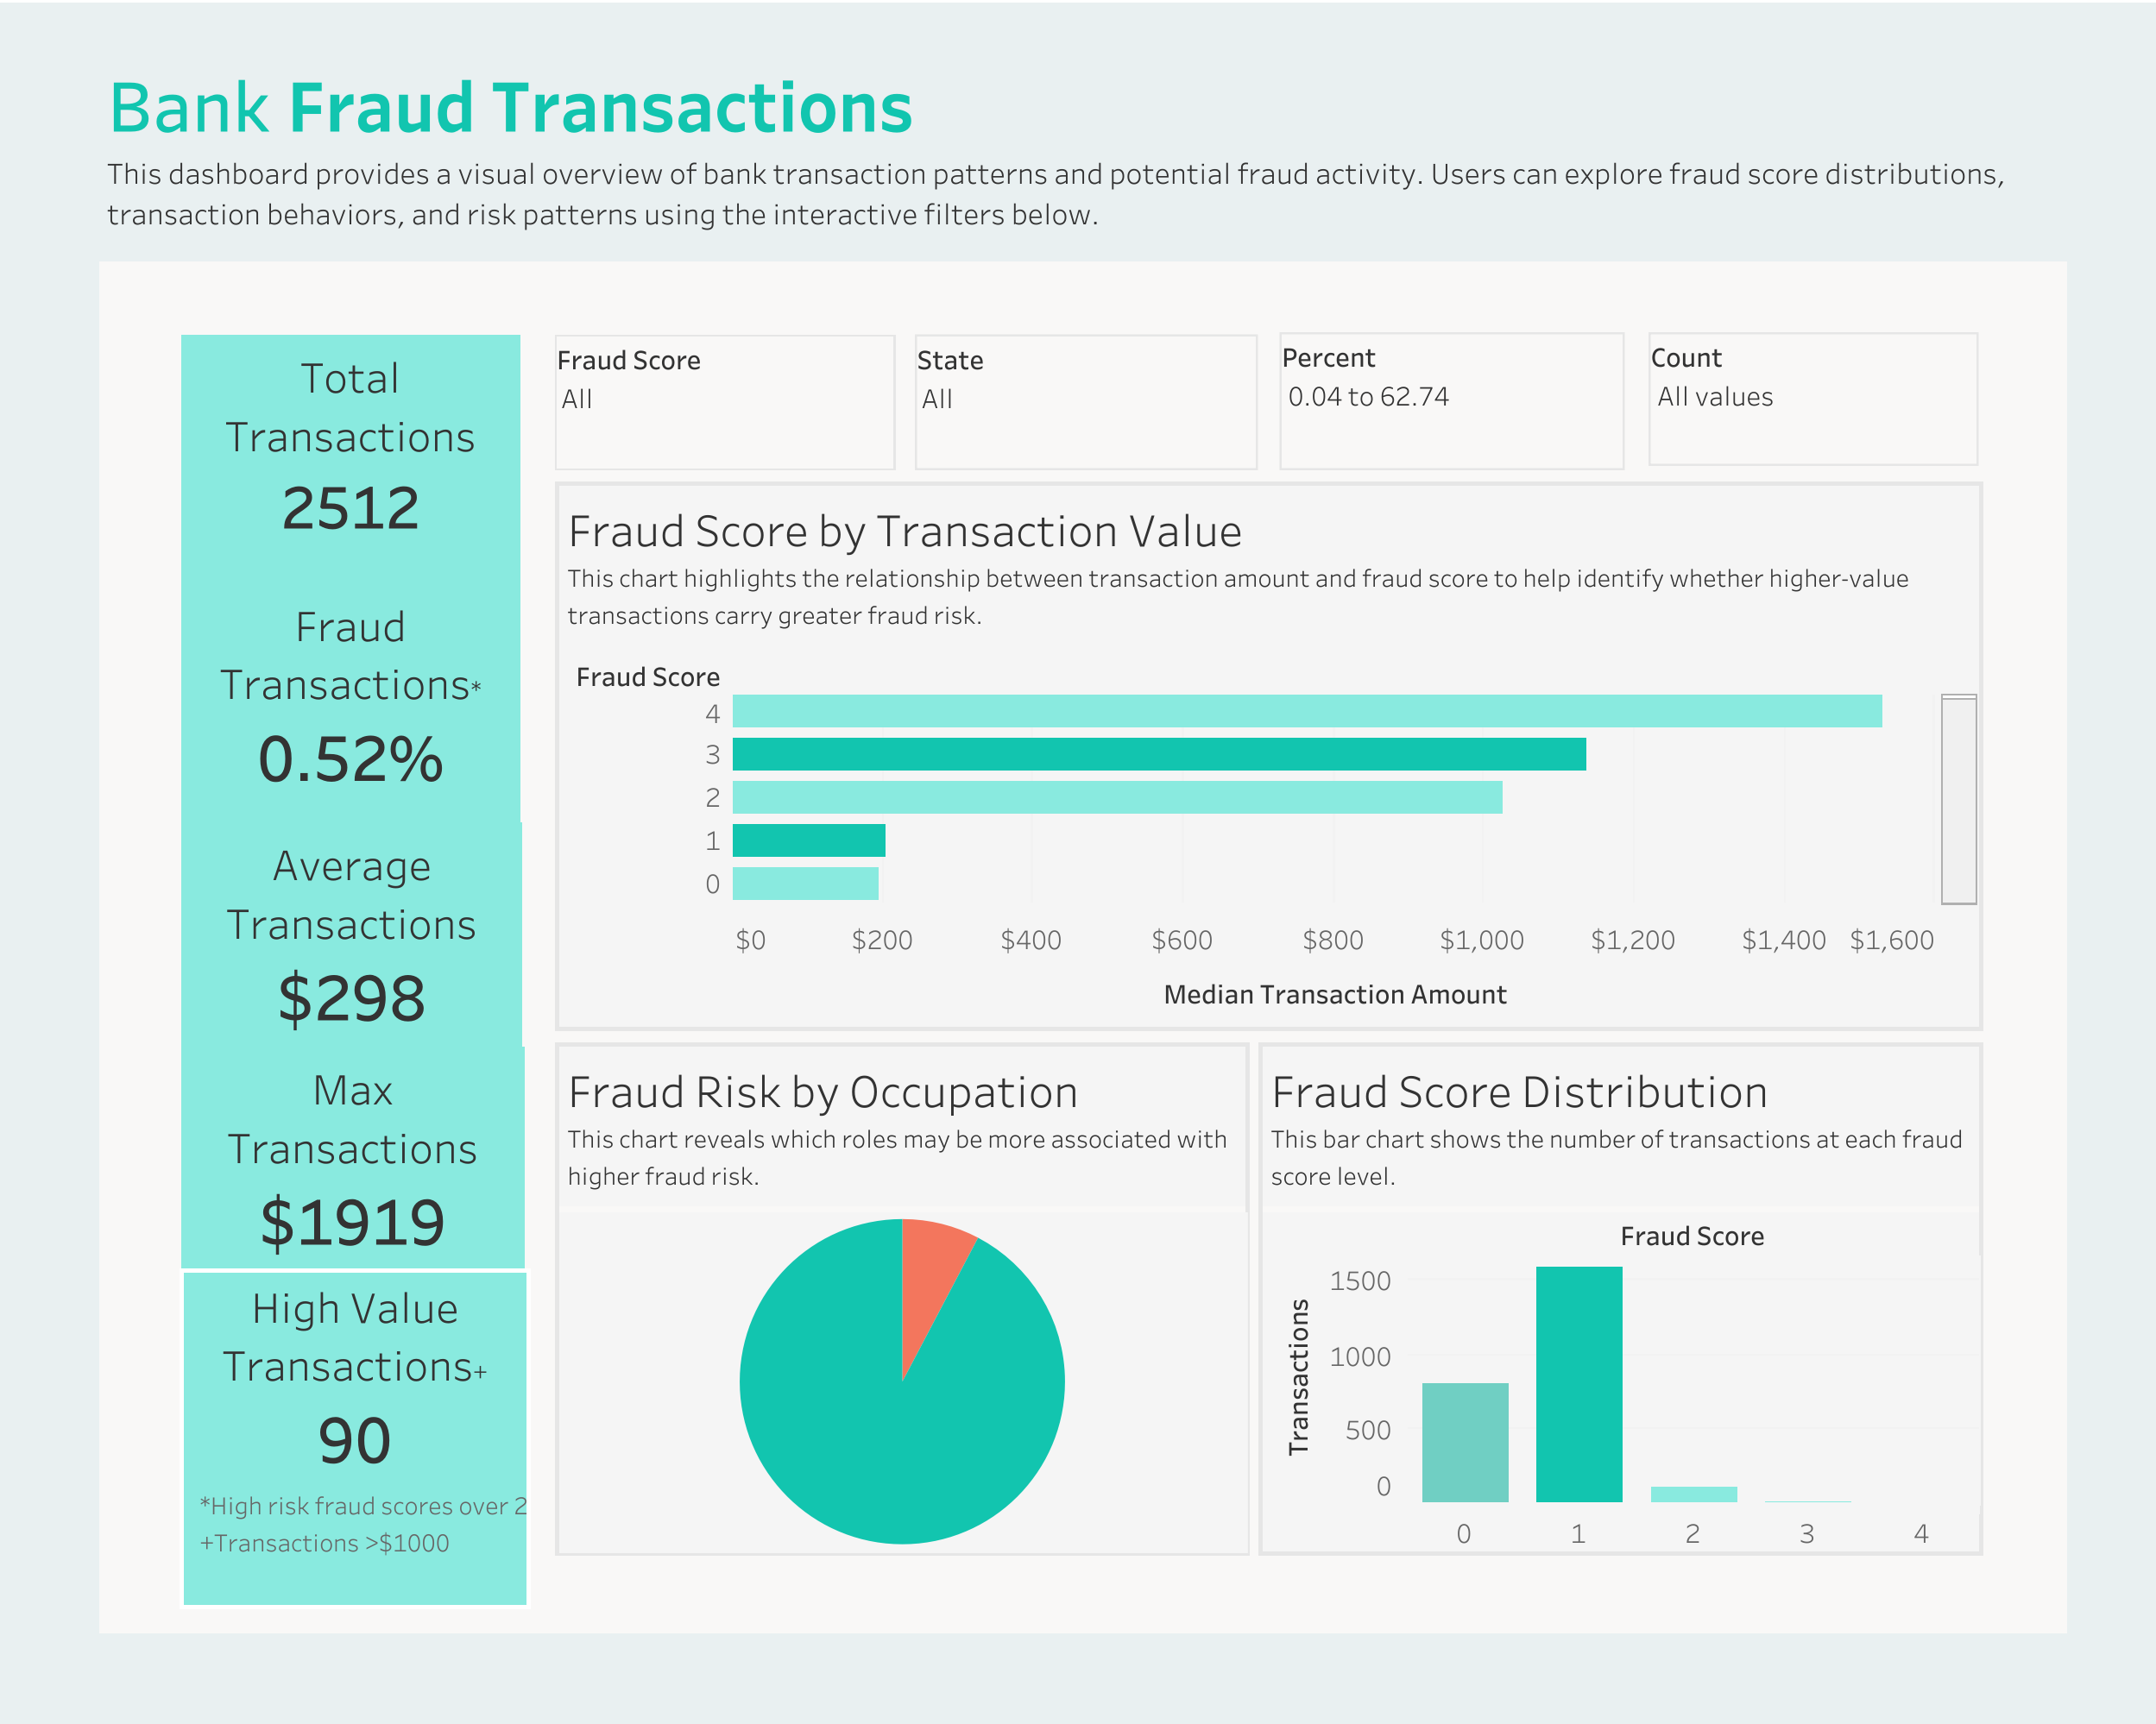 Bank Fraud Transactions
This dashboard provides a visual overview of bank transaction patterns and potential fraud activity. Users can explore fraud score distributions,
transaction behaviors, and risk patterns using the interactive filters below.
Total
Transactions
2512
Fraud
Transactions*
0.52%
Average
Transactions
$298
Max
Transactions
$1919
High Value
Transactions+
90
*High risk fraud scores over 2
+Transactions >$1000
Fraud Score
All
State
All
Percent
0.04 to 62.74
Count
All values
Fraud Score by Transaction Value
This chart highlights the relationship between transaction amount and fraud score to help identify whether higher-value
transactions carry greater fraud risk.
Fraud Score
4
3
2
1
0
$0 $200 $400 $600 $800 $1,000 $1,200 $1,400 $1,600
Median Transaction Amount
Fraud Risk by Occupation
This chart reveals which roles may be more associated with
higher fraud risk.
Fraud Score Distribution
This bar chart shows the number of transactions at each fraud
score level.
Fraud Score
Transactions
1500
1000
500
0
0 1 2 3 4